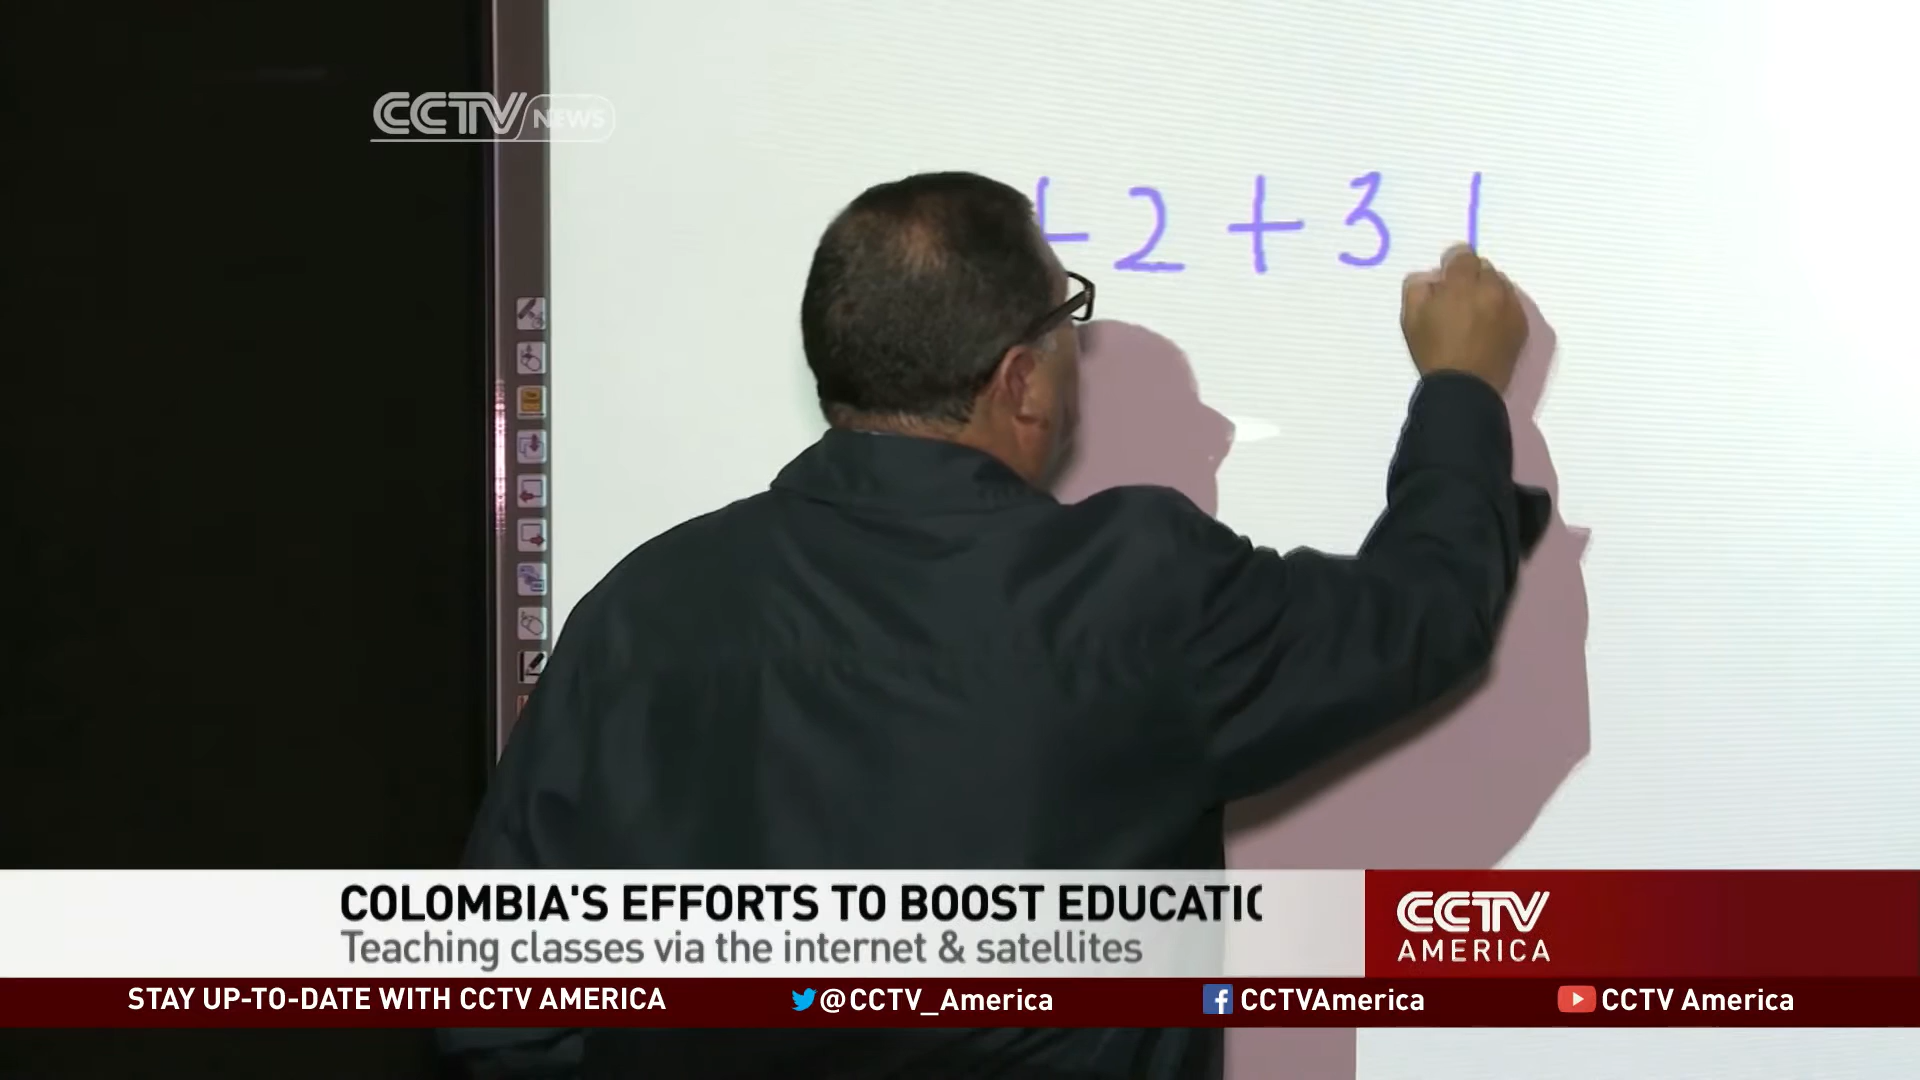 CCTV NEWS
+ 2 + 3
COLOMBIA'S EFFORTS TO BOOST EDUCATIO
Teaching classes via the internet & satellites
CCTV
AMERICA
STAY UP-TO-DATE WITH CCTV AMERICA @CCTV_America CCTVAmerica CCTV America